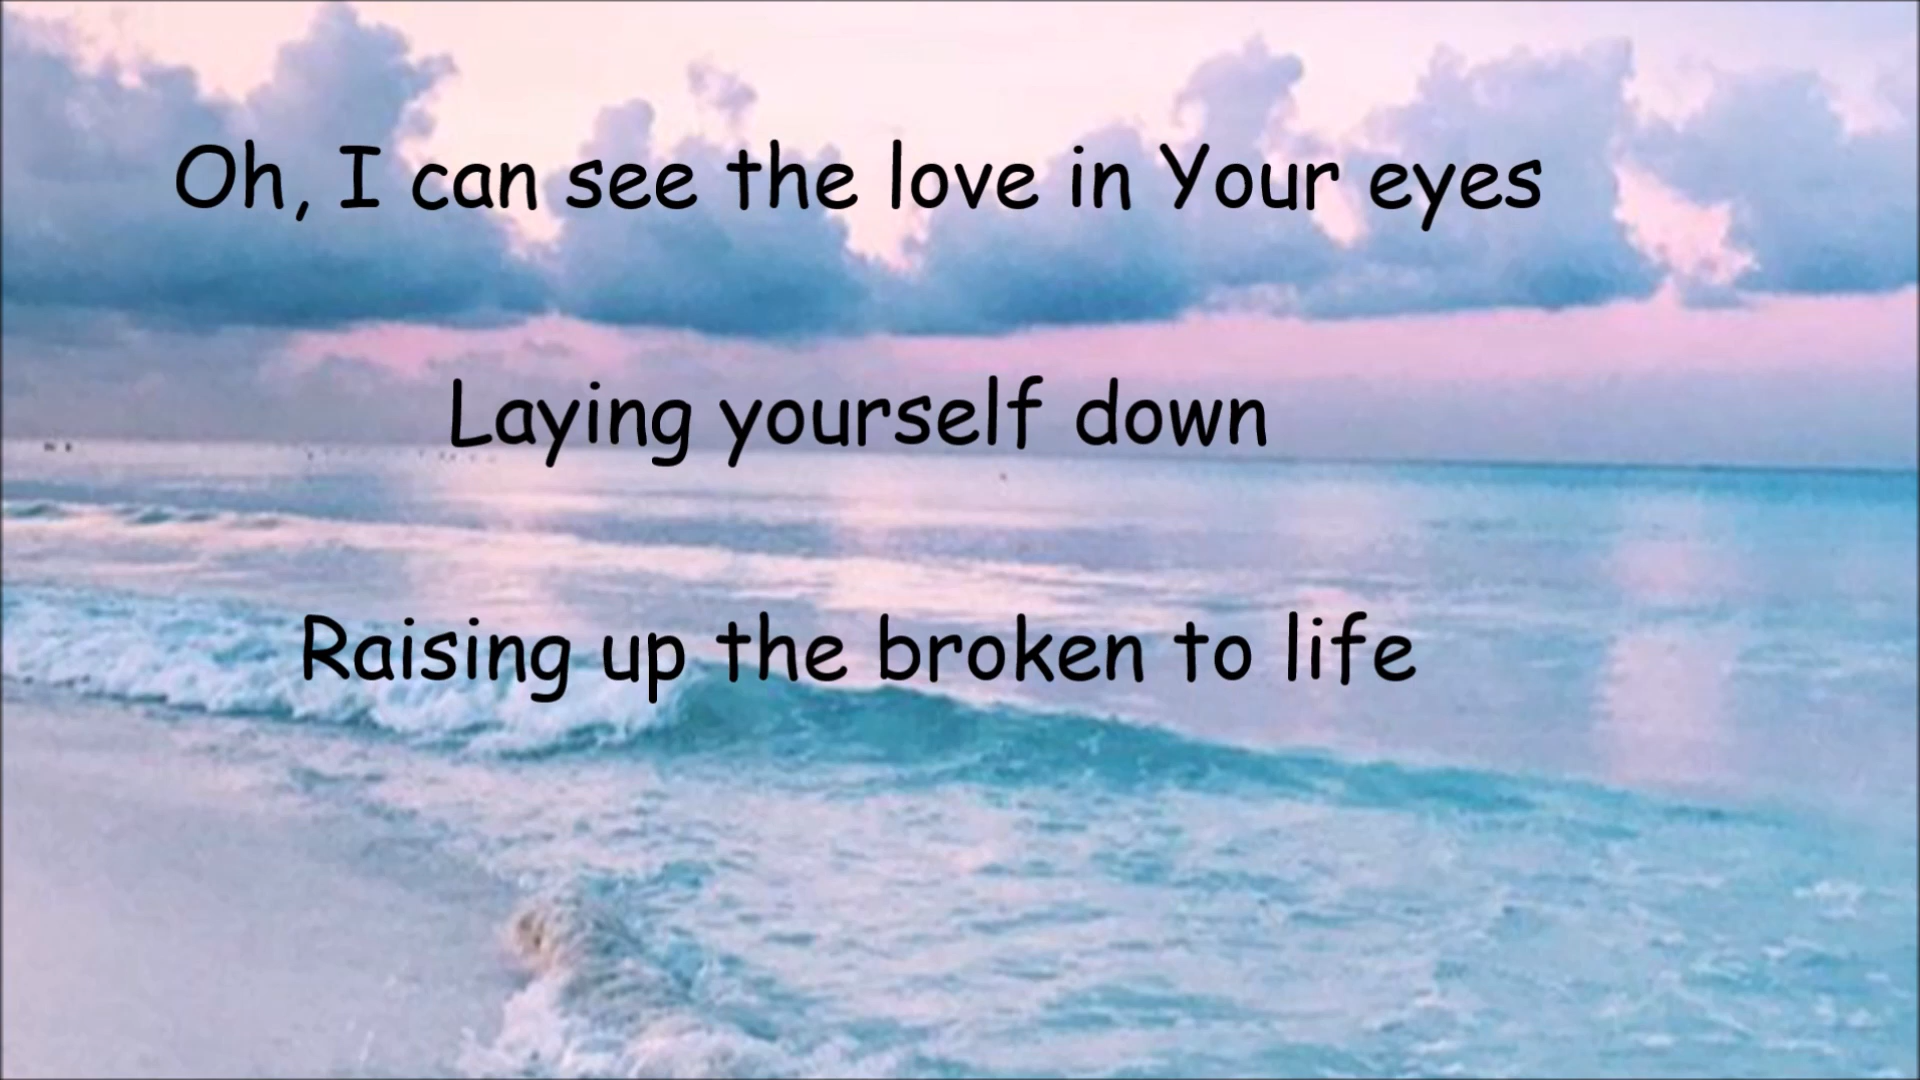 Oh, I can see the love in Your eyes
Laying yourself down
Raising up the broken to life